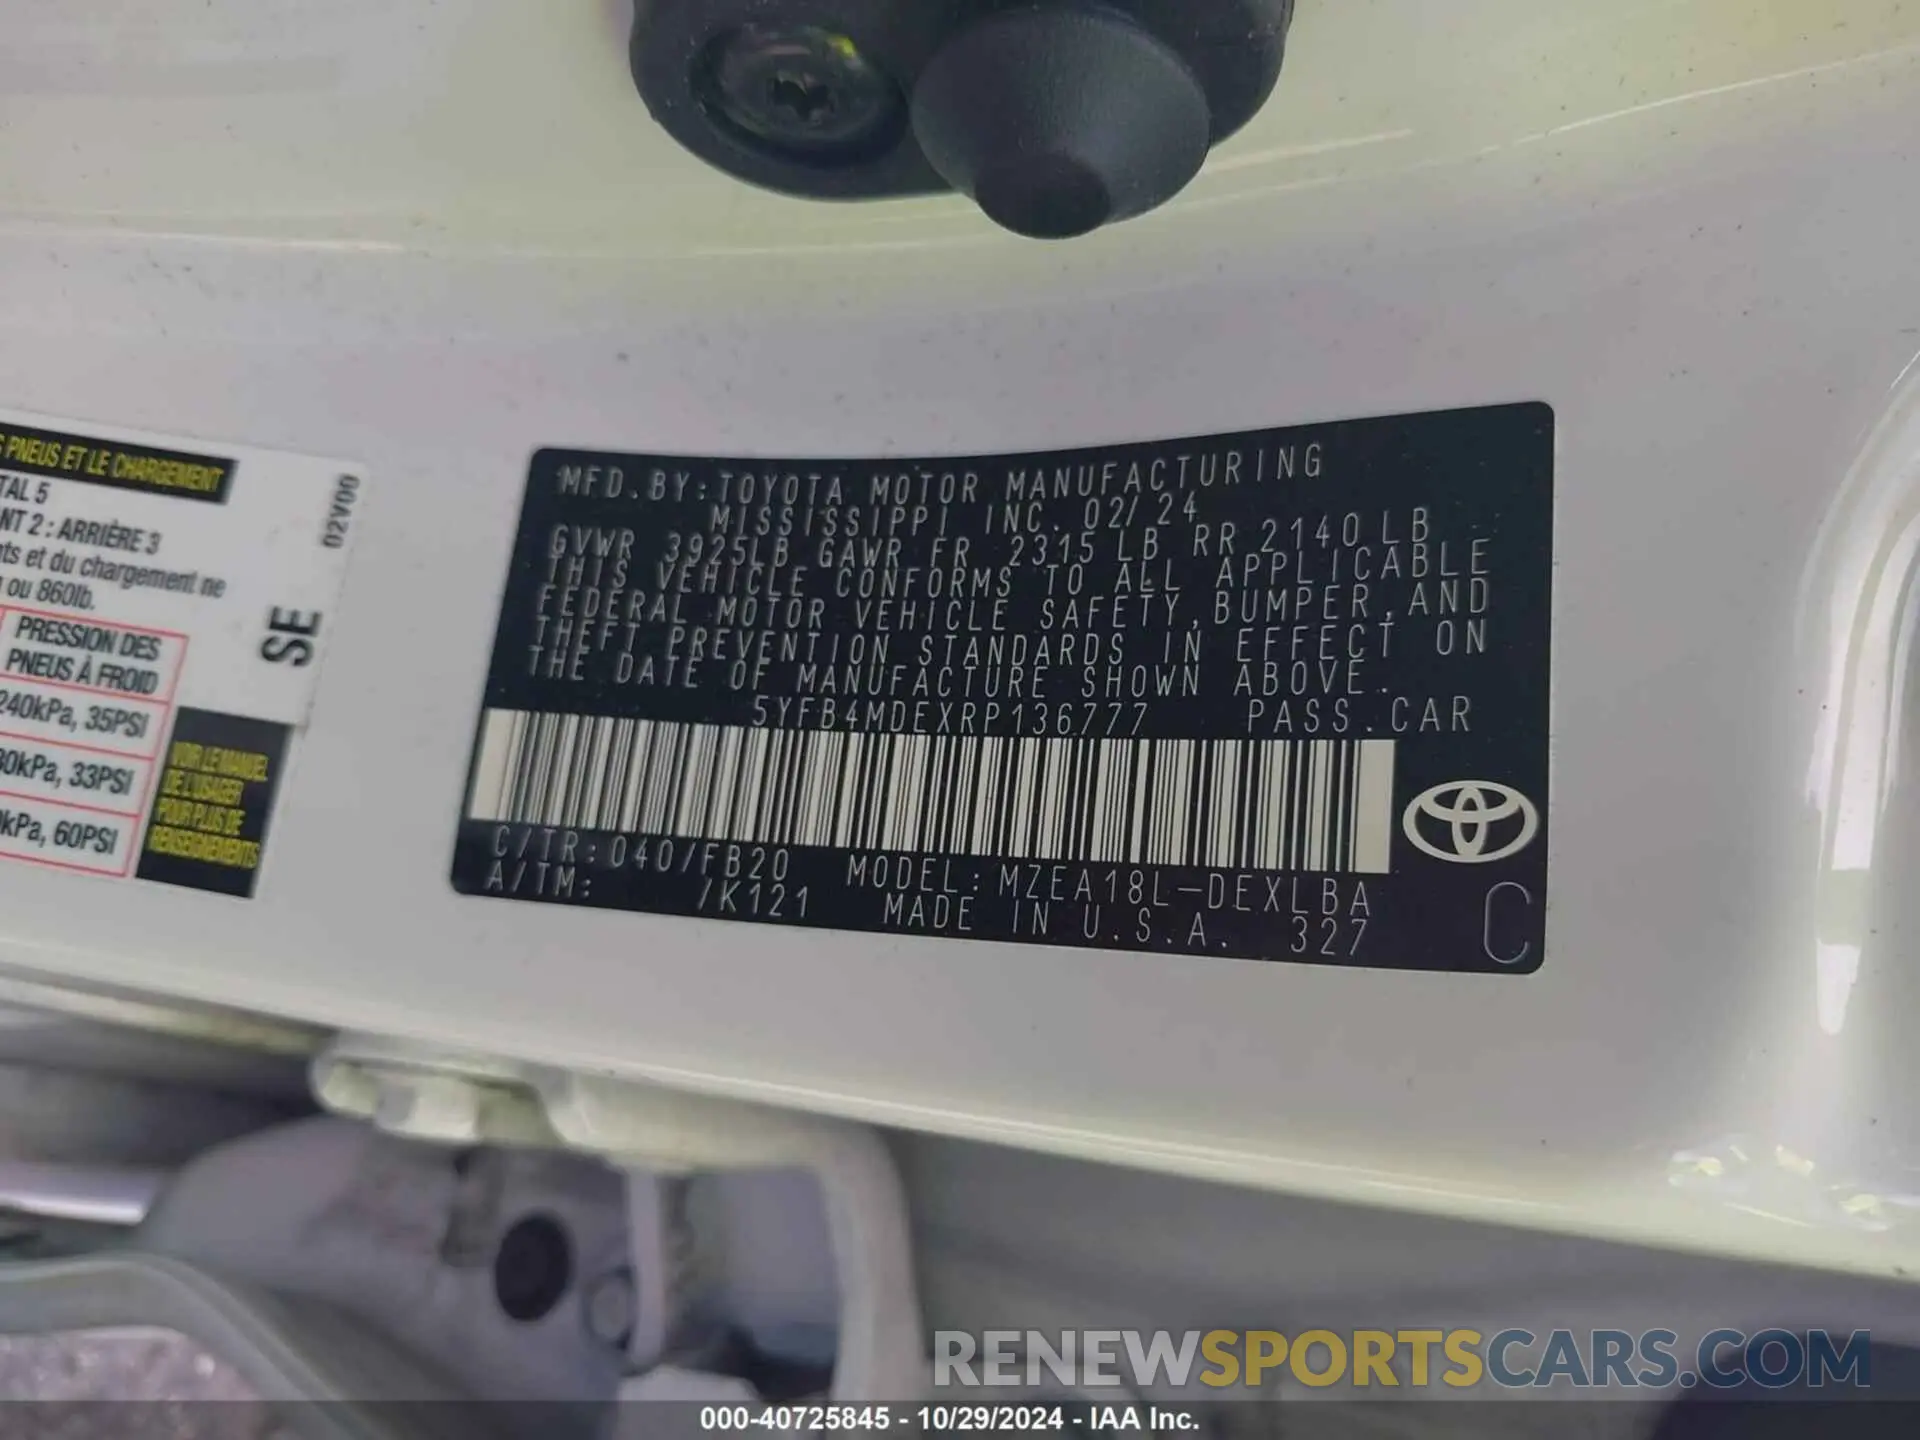 PNEUS ET LE CHARGEMENT
TAL 5
NT 2 : ARRIÈRE 3
nts et du chargement ne
ou 860lb.
PRESSION DES
PNEUS À FROID
240kPa, 35PSI
30kPa, 33PSI
kPa, 60PSI
VOIR LE MANUEL
DE L'USAGER
POUR PLUS DE
RENSEIGNEMENTS
02V00
SE
MFD.BY:TOYOTA MOTOR MANUFACTURING
MISSISSIPPI INC. 02/24
GVWR 3925LB GAWR FR 2315LB RR 2140LB
THIS VEHICLE CONFORMS TO ALL APPLICABLE
FEDERAL MOTOR VEHICLE SAFETY,BUMPER,AND
THEFT PREVENTION STANDARDS IN EFFECT ON
THE DATE OF MANUFACTURE SHOWN ABOVE.
5YFB4MDEXRP136777 PASS.CAR
C/TR:040/FB20 MODEL:MZEA18L-DEXLBA
A/TM: /K121 MADE IN U.S.A. 327
C
RENEWSPORTSCARS.COM
000-40725845 - 10/29/2024 - IAA Inc.